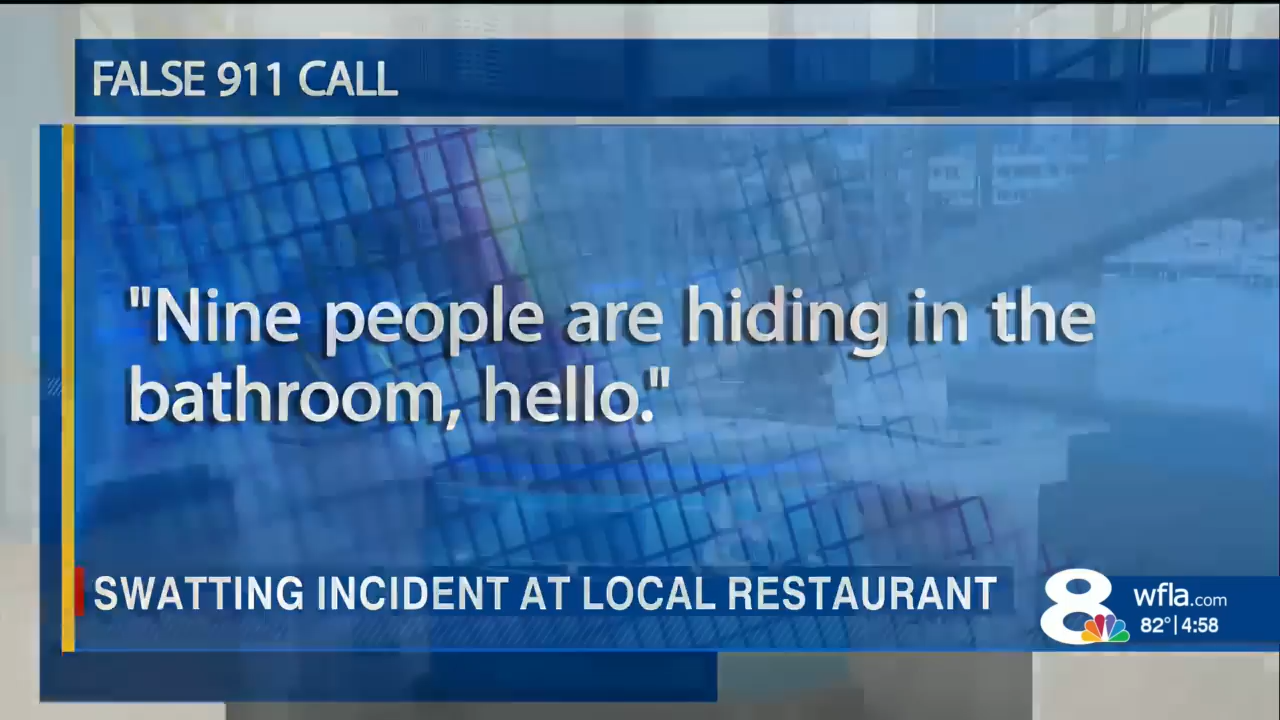 FALSE 911 CALL
"Nine people are hiding in the
bathroom, hello."
SWATTING INCIDENT AT LOCAL RESTAURANT
8
wfla.com
82° | 4:58